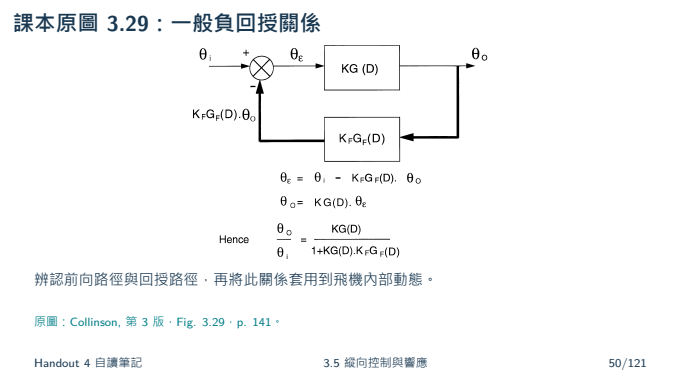 課本原圖 3.29：一般負回授關係
θi + θε KG (D) θO
−
KFGF(D).θO
KFGF(D)
θε = θi − KFGF(D). θO
θO = KG(D). θε
Hence θO/θi = KG(D)/1+KG(D).KFGF(D)
辨認前向路徑與回授路徑，再將此關係套用到飛機內部動態。
原圖：Collinson, 第 3 版，Fig. 3.29，p. 141。
Handout 4 自讀筆記 3.5 縱向控制與響應 50/121